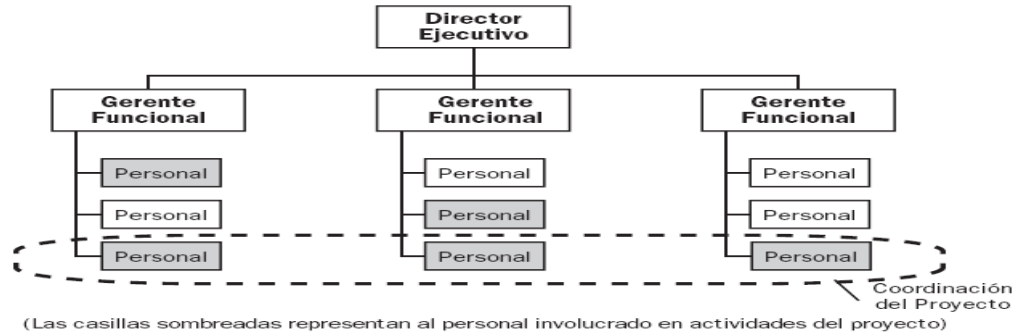 Director
Ejecutivo
Gerente
Funcional
Gerente
Funcional
Gerente
Funcional
Personal
Personal
Personal
Personal
Personal
Personal
Personal
Personal
Personal
Coordinación
del Proyecto
(Las casillas sombreadas representan al personal involucrado en actividades del proyecto)